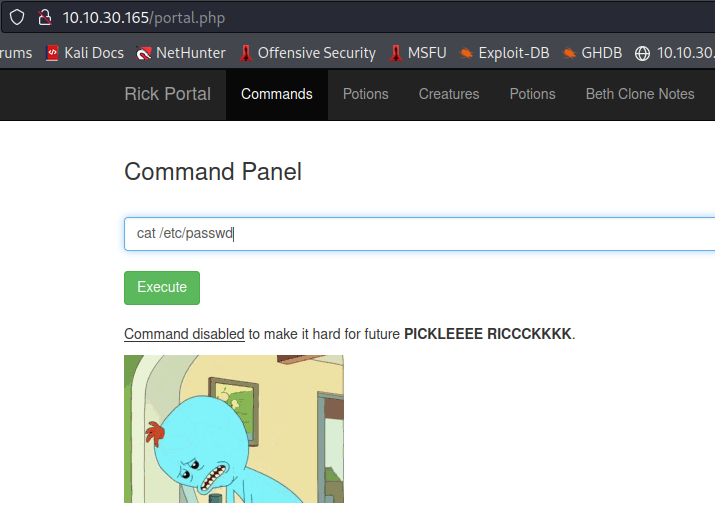 10.10.30.165/portal.php
rums Kali Docs NetHunter Offensive Security MSFU Exploit-DB GHDB 10.10.30.
Rick Portal Commands Potions Creatures Potions Beth Clone Notes
Command Panel
cat /etc/passwd
Execute
Command disabled to make it hard for future PICKLEEEE RICCCKKKK.